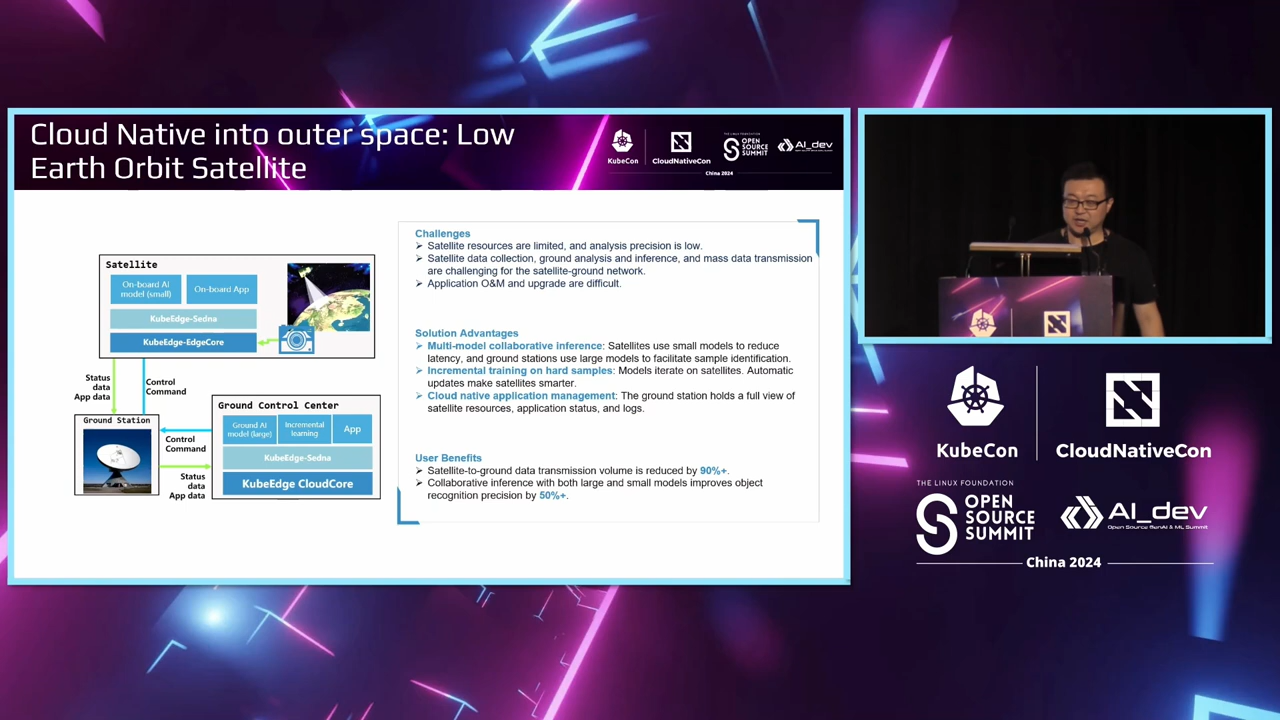 Cloud Native into outer space: Low
Earth Orbit Satellite
KubeCon
CloudNativeCon
THE LINUX FOUNDATION
OPEN
SOURCE
SUMMIT
AI_dev
China 2024
Satellite
On-board AI
model (small)
On-board App
KubeEdge-Sedna
KubeEdge-EdgeCore
Status
data
App data
Control
Command
Ground Station
Control
Command
Status
data
App data
Ground Control Center
Ground AI
model (large)
Incremental
learning
App
KubeEdge-Sedna
KubeEdge CloudCore
Challenges
➢ Satellite resources are limited, and analysis precision is low.
➢ Satellite data collection, ground analysis and inference, and mass data transmission
are challenging for the satellite-ground network.
➢ Application O&M and upgrade are difficult.
Solution Advantages
➢ Multi-model collaborative inference: Satellites use small models to reduce
latency, and ground stations use large models to facilitate sample identification.
➢ Incremental training on hard samples: Models iterate on satellites. Automatic
updates make satellites smarter.
➢ Cloud native application management: The ground station holds a full view of
satellite resources, application status, and logs.
User Benefits
➢ Satellite-to-ground data transmission volume is reduced by 90%+.
➢ Collaborative inference with both large and small models improves object
recognition precision by 50%+.
KubeCon
CloudNativeCon
THE LINUX FOUNDATION
OPEN
SOURCE
SUMMIT
AI_dev
Open Source GenAI & ML Summit
China 2024